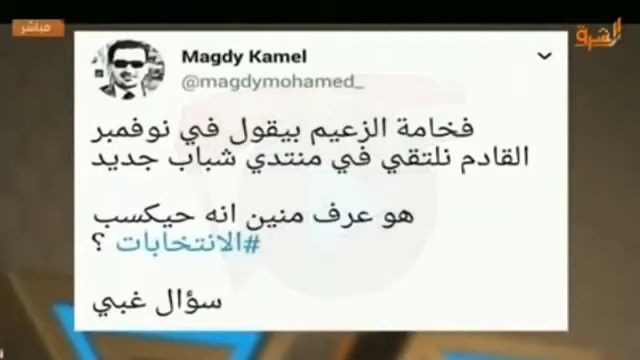 مباشر
الشرق
Magdy Kamel
@magdymohamed_
فخامة الزعيم بيقول في نوفمبر
القادم نلتقي في منتدي شباب جديد
هو عرف منين انه حيكسب
#الانتخابات ؟
سؤال غبي